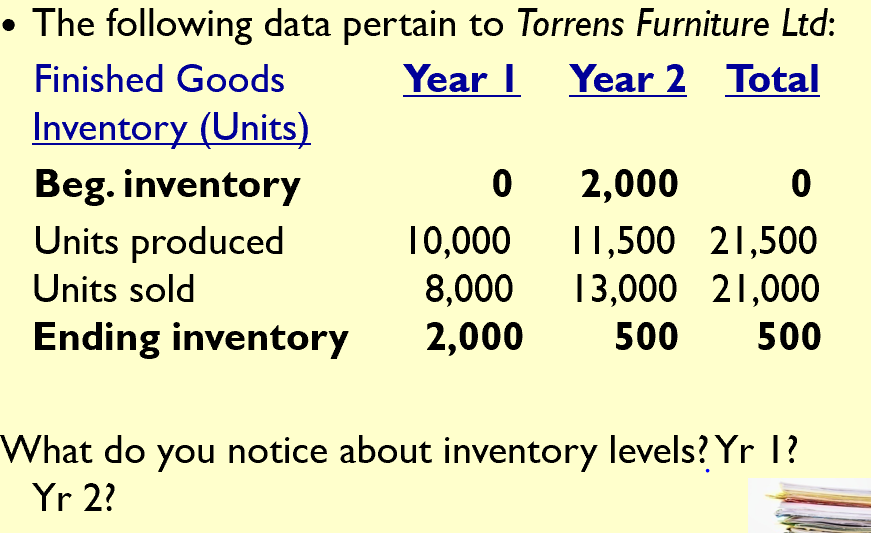 • The following data pertain to Torrens Furniture Ltd:
Finished Goods Year 1 Year 2 Total
Inventory (Units)
Beg. inventory 0 2,000 0
Units produced 10,000 11,500 21,500
Units sold 8,000 13,000 21,000
Ending inventory 2,000 500 500
What do you notice about inventory levels? Yr 1?
Yr 2?